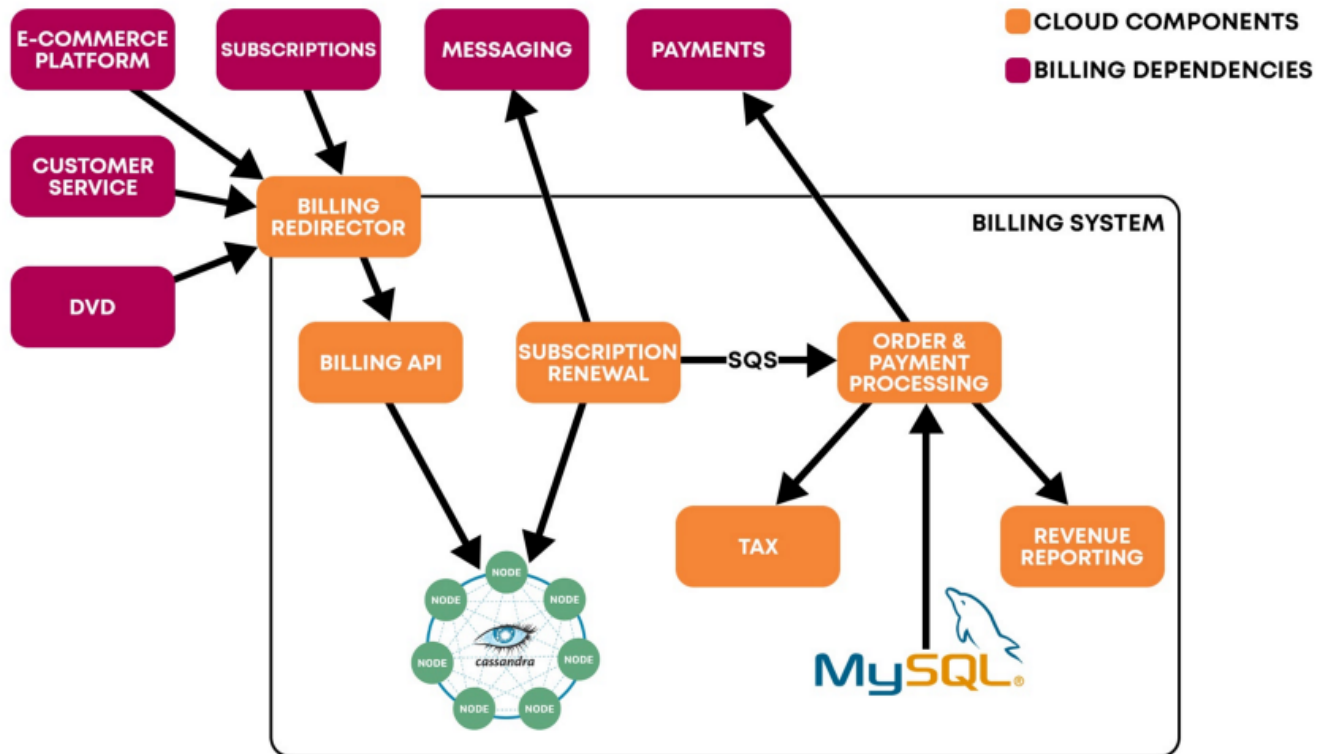 E-COMMERCE
PLATFORM
SUBSCRIPTIONS
MESSAGING
PAYMENTS
CLOUD COMPONENTS
BILLING DEPENDENCIES
CUSTOMER
SERVICE
DVD
BILLING
REDIRECTOR
BILLING SYSTEM
BILLING API
SUBSCRIPTION
RENEWAL
SQS
ORDER &
PAYMENT
PROCESSING
TAX
REVENUE
REPORTING
NODE
NODE
NODE
NODE
NODE
NODE
NODE
cassandra
MySQL®